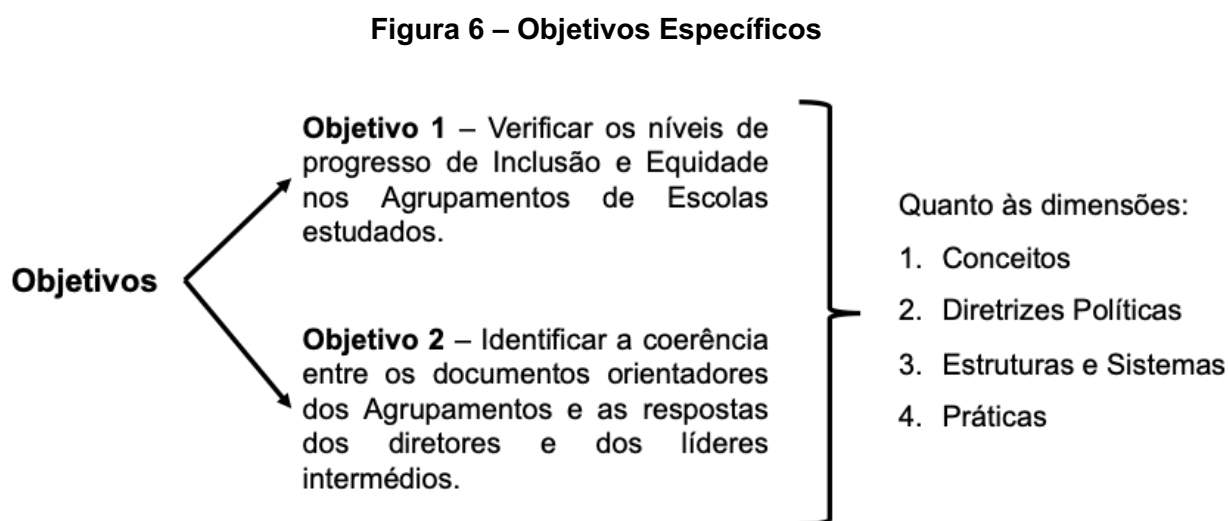 Figura 6 – Objetivos Específicos
Objetivos
Objetivo 1 – Verificar os níveis de
progresso de Inclusão e Equidade
nos Agrupamentos de Escolas
estudados.
Objetivo 2 – Identificar a coerência
entre os documentos orientadores
dos Agrupamentos e as respostas
dos diretores e dos líderes
intermédios.
Quanto às dimensões:
1. Conceitos
2. Diretrizes Políticas
3. Estruturas e Sistemas
4. Práticas